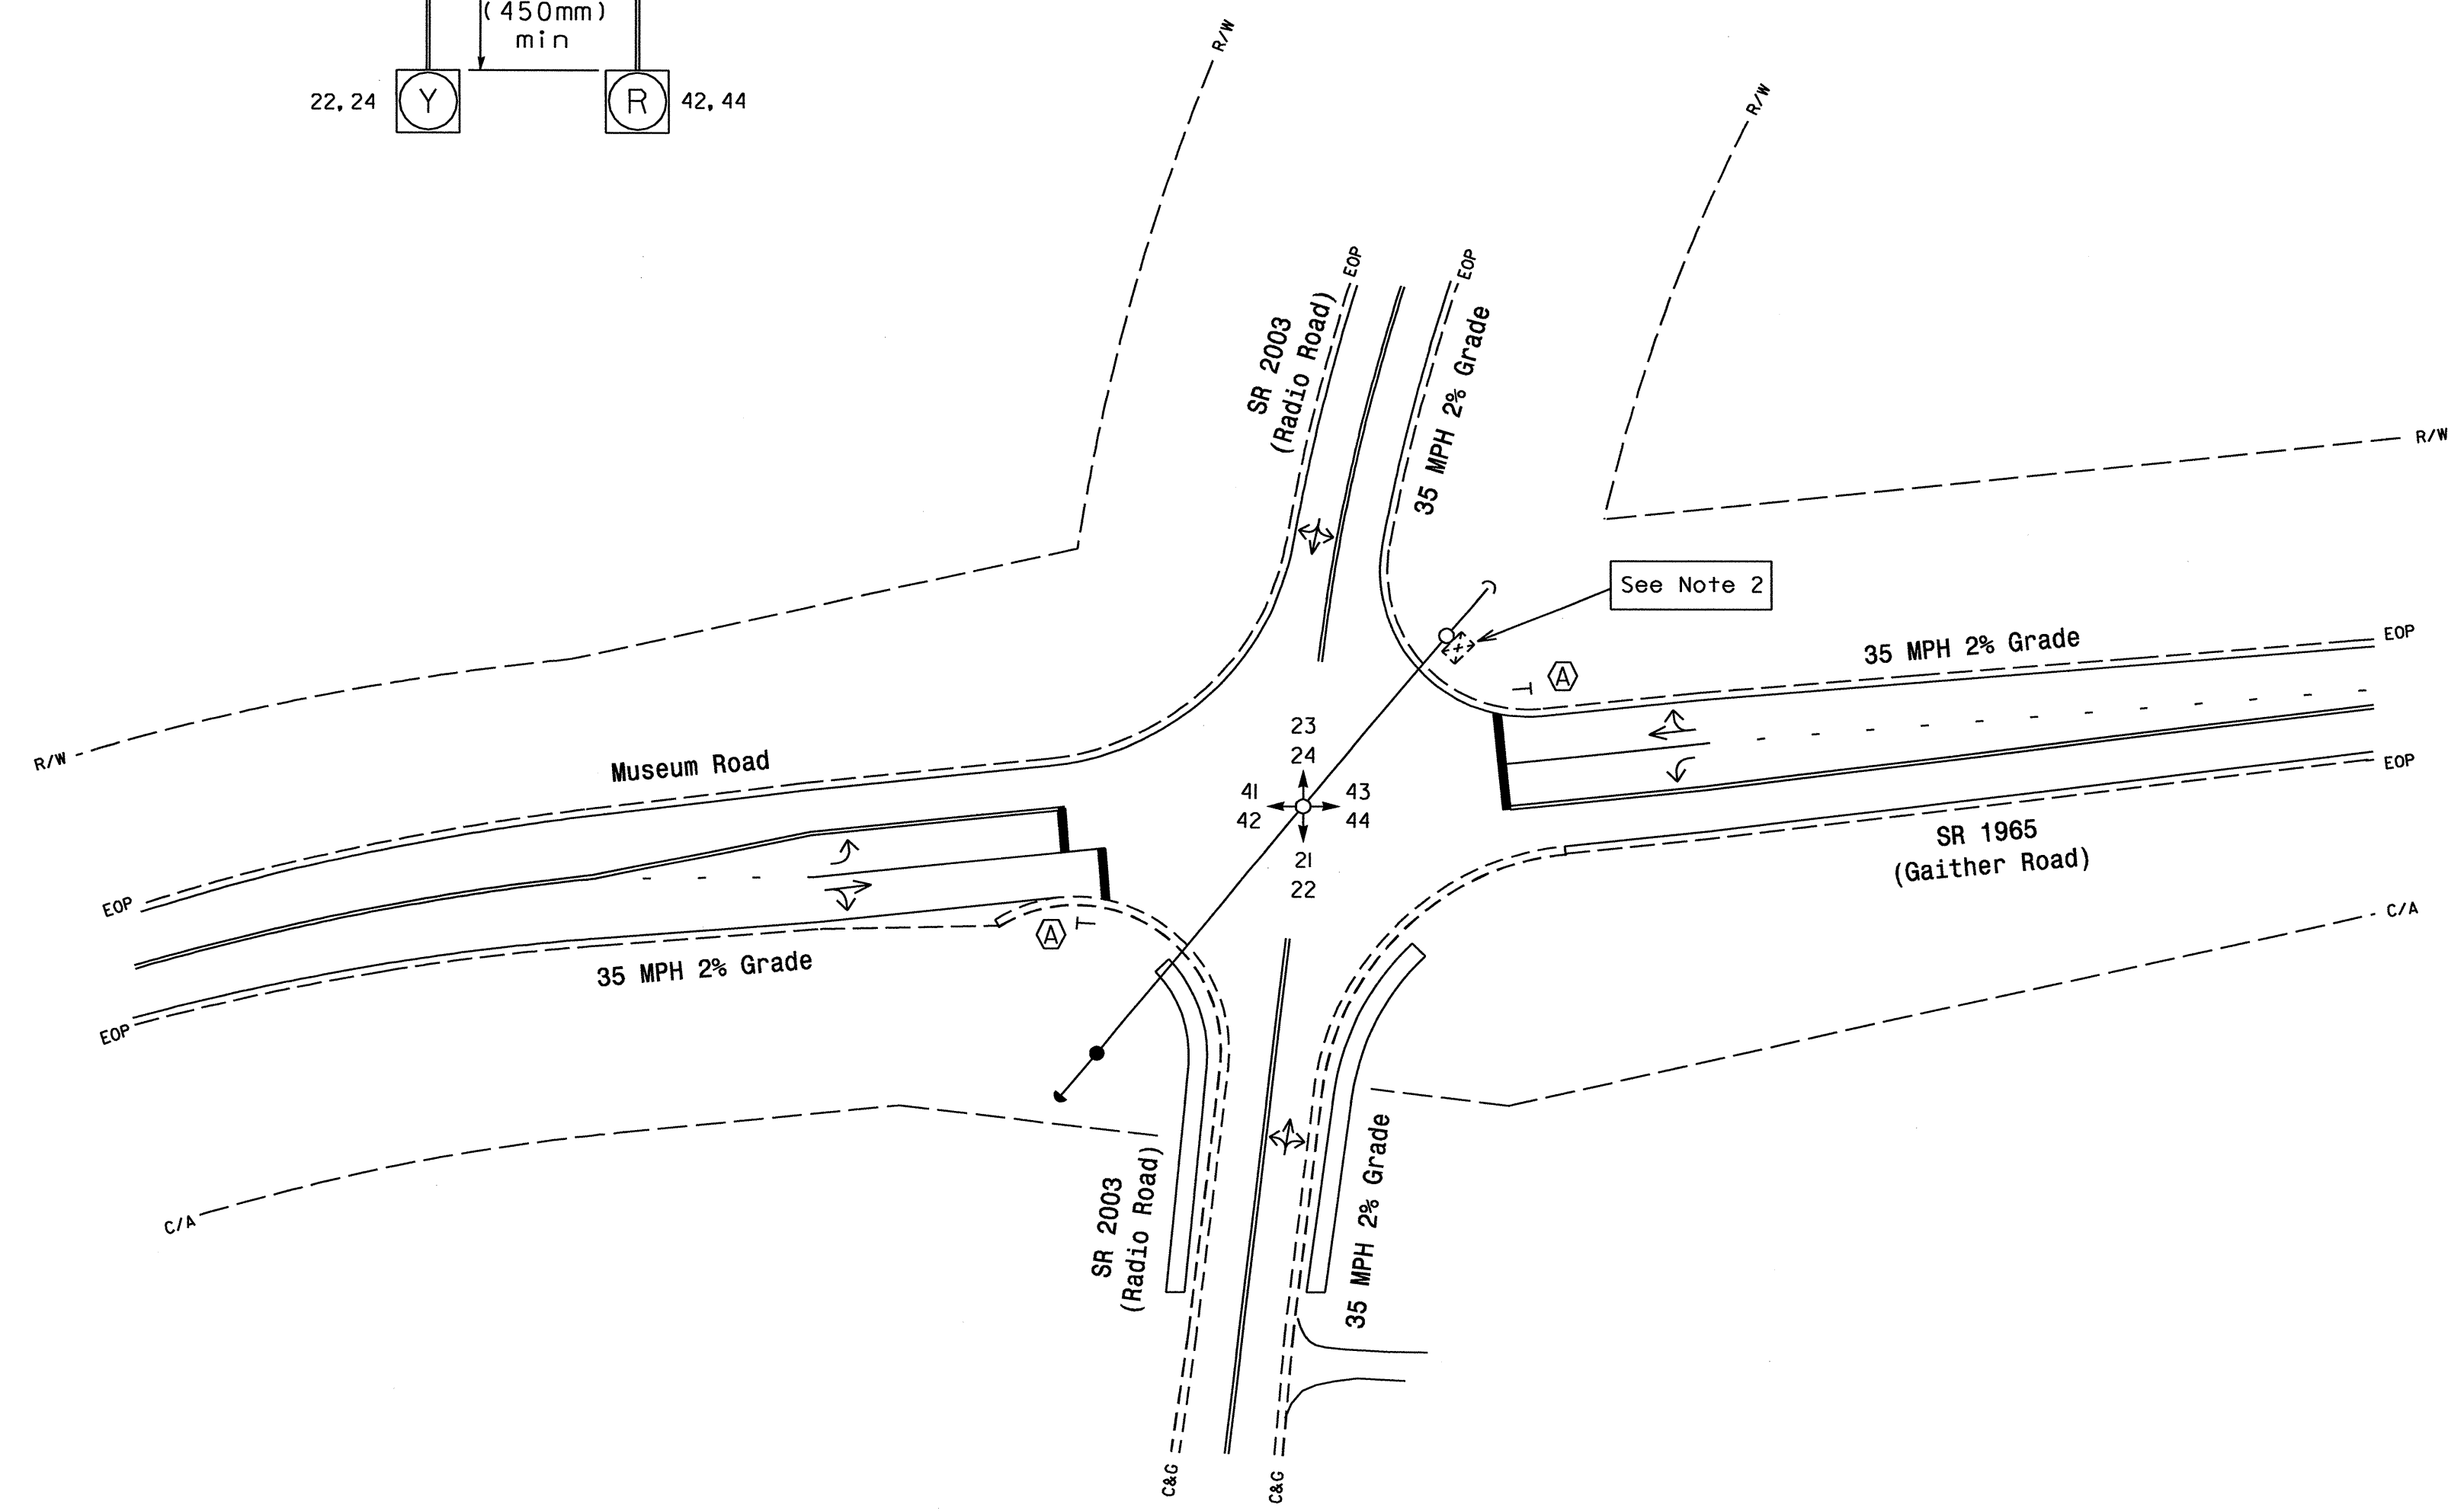 (450mm)
min
22,24
Y
R
42,44
R/W
R/W
EOP
EOP
SR 2003
(Radio Road)
35 MPH 2% Grade
R/W
See Note 2
A
35 MPH 2% Grade
EOP
R/W
Museum Road
23
24
41
43
42
44
21
22
EOP
SR 1965
(Gaither Road)
EOP
A
C/A
35 MPH 2% Grade
EOP
C/A
SR 2003
(Radio Road)
35 MPH 2% Grade
C&G
C&G